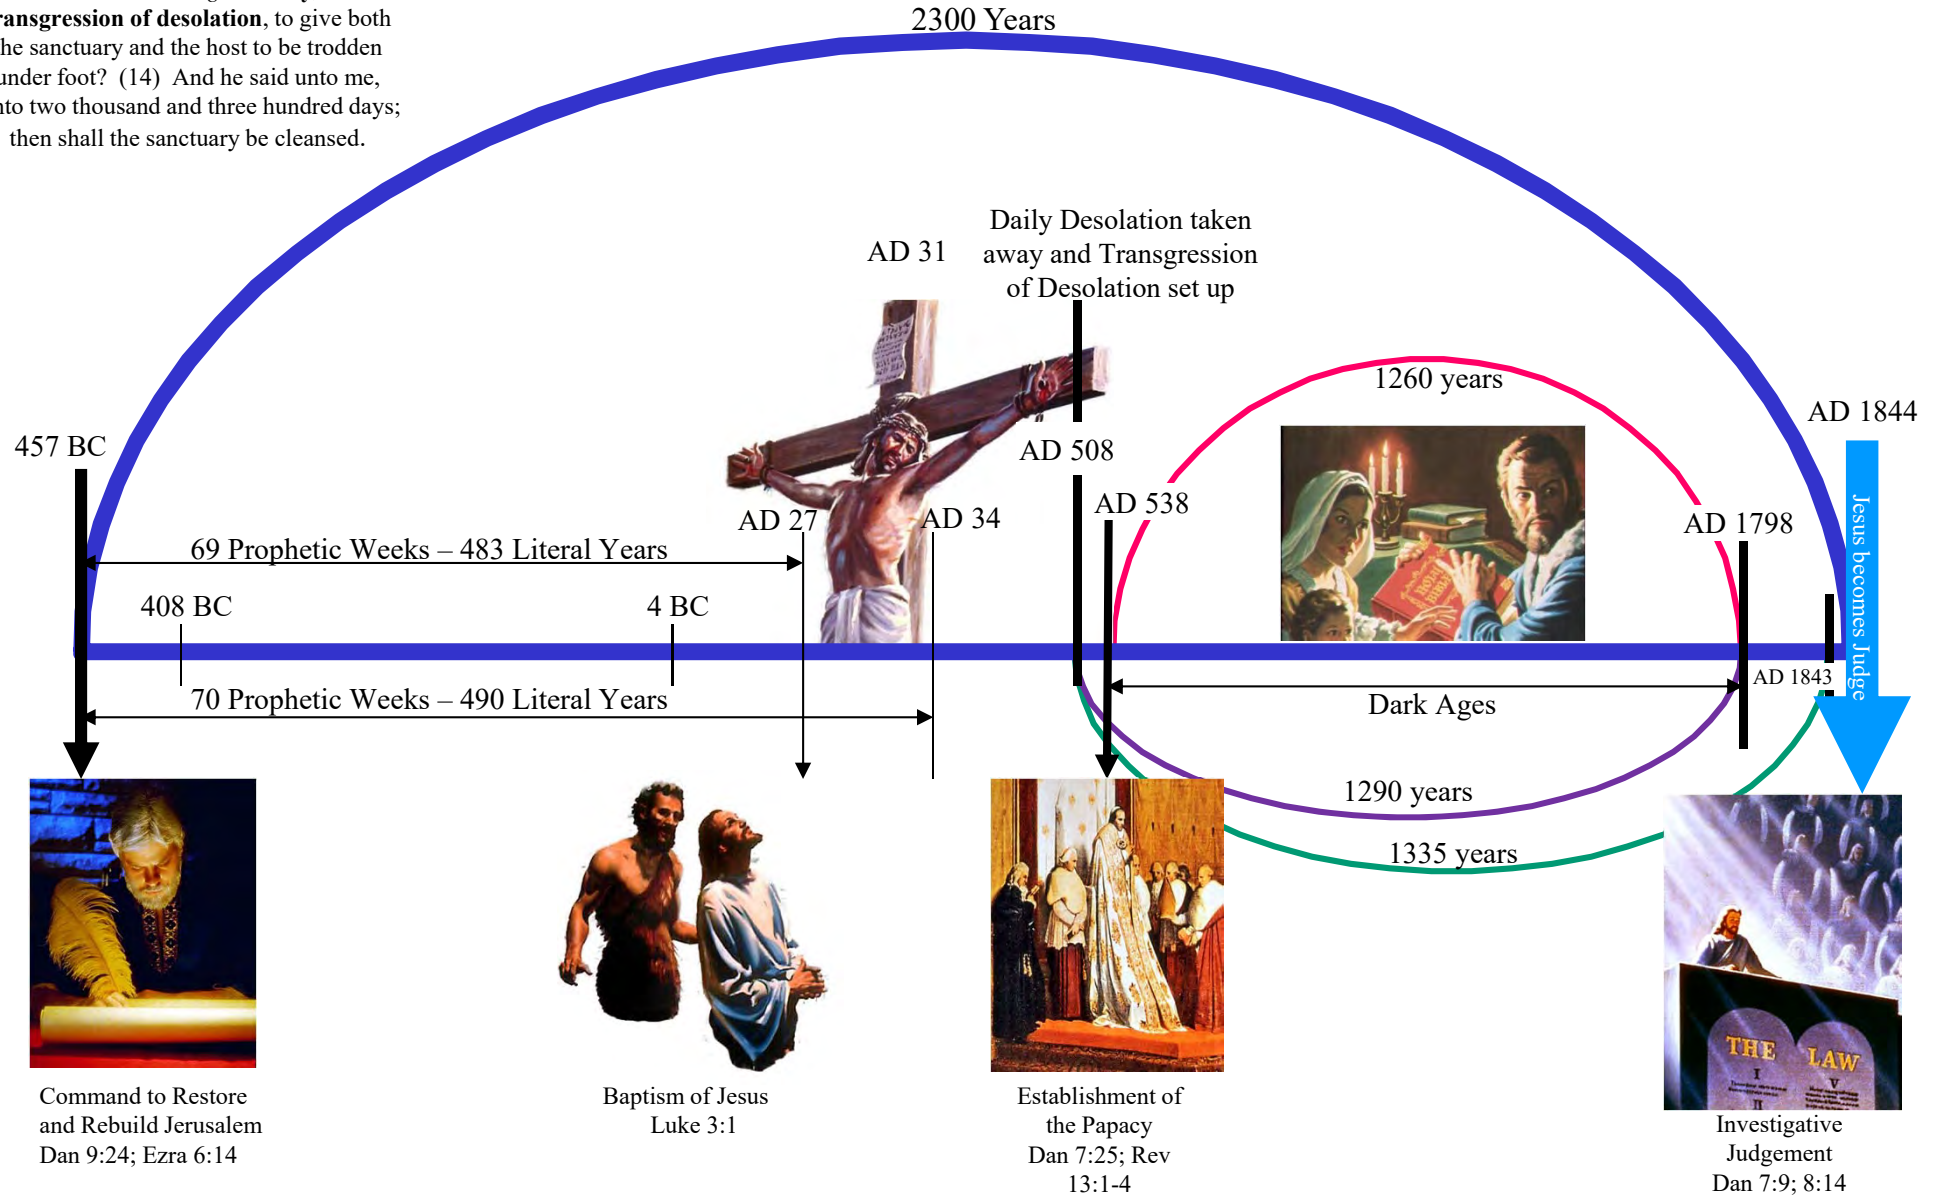 ransgression of desolation, to give both
he sanctuary and the host to be trodden
under foot? (14) And he said unto me,
nto two thousand and three hundred days;
then shall the sanctuary be cleansed.
2300 Years
Daily Desolation taken
away and Transgression
of Desolation set up
AD 31
1260 years
AD 1844
457 BC
AD 508
AD 538
AD 27
AD 34
AD 1798
Jesus becomes Judge
69 Prophetic Weeks – 483 Literal Years
HOLY
BIBLE
408 BC
4 BC
AD 1843
70 Prophetic Weeks – 490 Literal Years
Dark Ages
1290 years
1335 years
THE LAW
I
V
II
Command to Restore
and Rebuild Jerusalem
Dan 9:24; Ezra 6:14
Baptism of Jesus
Luke 3:1
Establishment of
the Papacy
Dan 7:25; Rev
13:1-4
Investigative
Judgement
Dan 7:9; 8:14